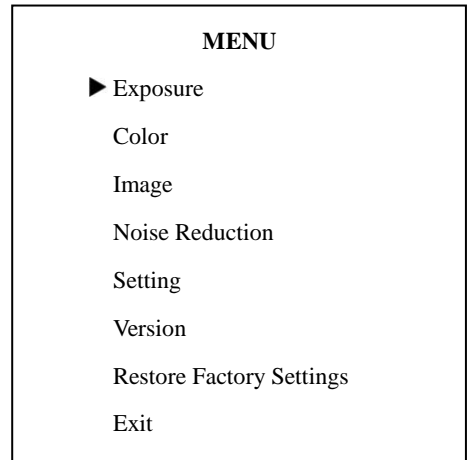 MENU
Exposure
Color
Image
Noise Reduction
Setting
Version
Restore Factory Settings
Exit